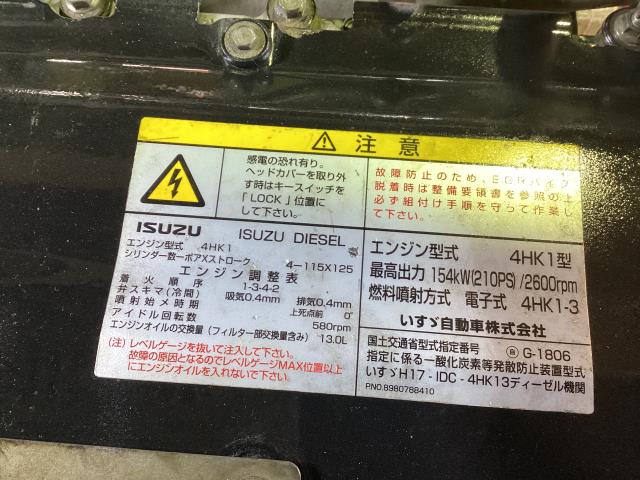 注意
感電の恐れ有り。
ヘッドカバーを取り外
す時はキースイッチを
「LOCK」位置に
して下さい。
故障防止のため、EGRパイプ
脱着時は整備要領書を参照の上
必ず組付け手順を守って作業し
て下さい。
ISUZU ISUZU DIESEL
エンジン型式 4HK1
シリンダー数ーボアXストローク 4-115X125
エンジン調整表
着火順序 1-3-4-2
弁スキマ(冷間) 吸気0.4mm 排気0.4mm
噴射始メ時期 上死点前 0°
アイドル回転数 580rpm
エンジンオイルの交換量(フィルター部交換量含み) 13.0L
(注)レベルゲージを抜いて注入して下さい。
故障の原因となるのでレベルゲージMAX位置以上
にエンジンオイルを入れないで下さい。
エンジン型式 4HK1型
最高出力 154kW(210PS)/2600rpm
燃料噴射方式 電子式 4HK1-3
いすゞ自動車株式会社
国土交通省型式指定番号 G-1806
指定に係る一酸化炭素等発散防止装置型式
いすゞH17-IDC-4HK13ディーゼル機関
PNO.8980788410